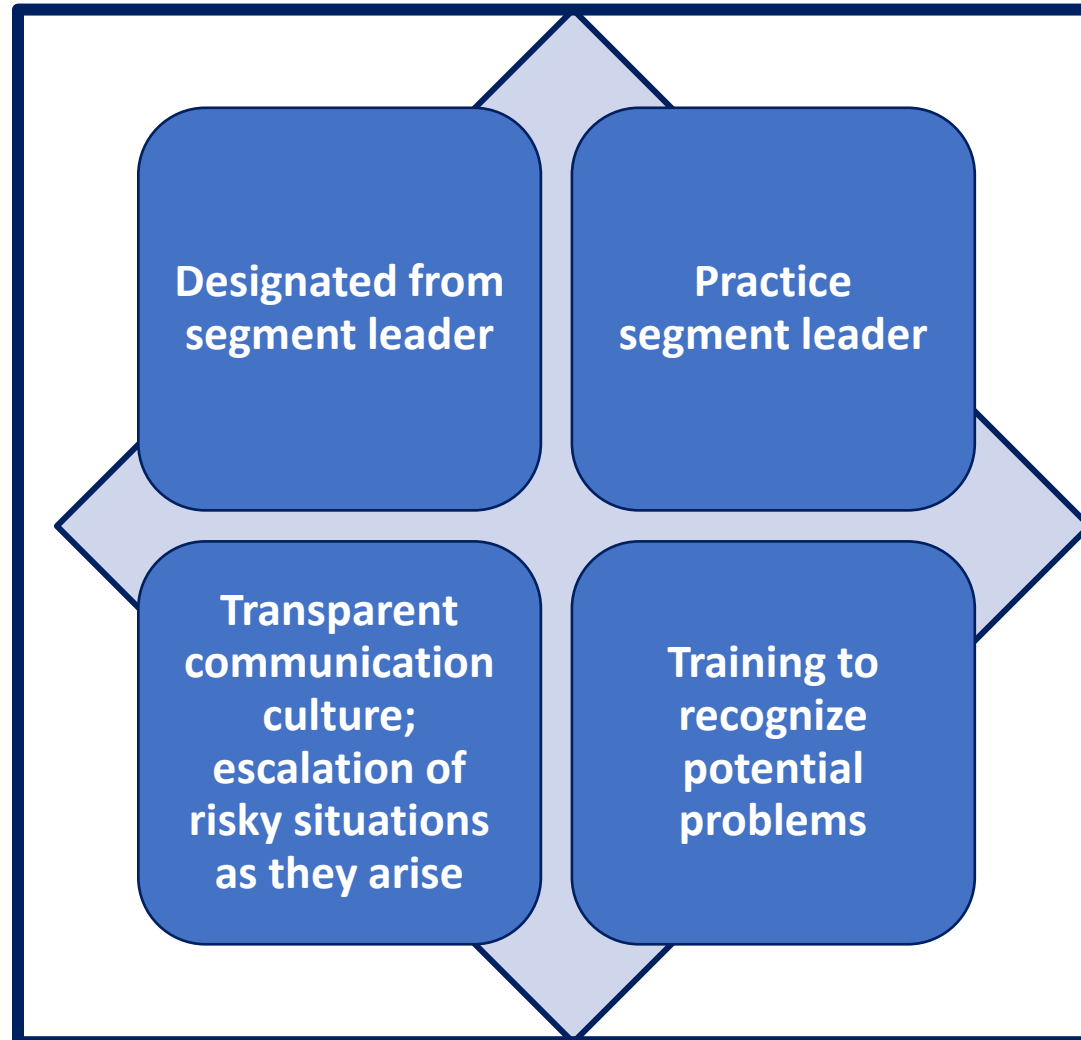 Designated from
segment leader
Practice
segment leader
Transparent
communication
culture;
escalation of
risky situations
as they arise
Training to
recognize
potential
problems